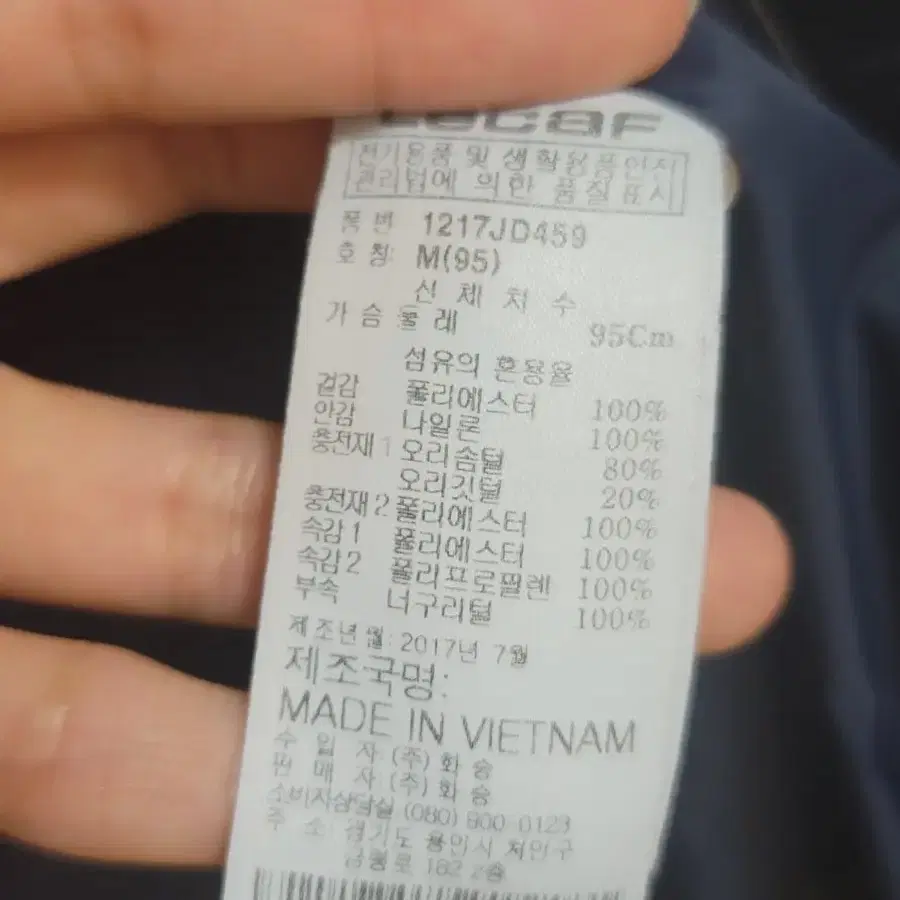 Lecaf
전기용품 및 생활용품안전
관리법에 의한 품질표시
품 번 1217JD459
호 칭: M(95)
신 체 치 수
가 슴 둘 레 95Cm
섬유의 혼용율
겉감 폴리에스터 100%
안감 나일론 100%
충전재 1 오리솜털 80%
오리깃털 20%
충전재 2 폴리에스터 100%
속감 1 폴리에스터 100%
속감 2 폴리프로필렌 100%
부속 너구리털 100%
제조년월: 2017년 7월
제조국명:
MADE IN VIETNAM
수 입 자: (주) 화 승
판 매 자: (주) 화 승
소비자상담실 (080) 800-0123
주 소: 경기도 용인시 처인구
금령로 182 2층